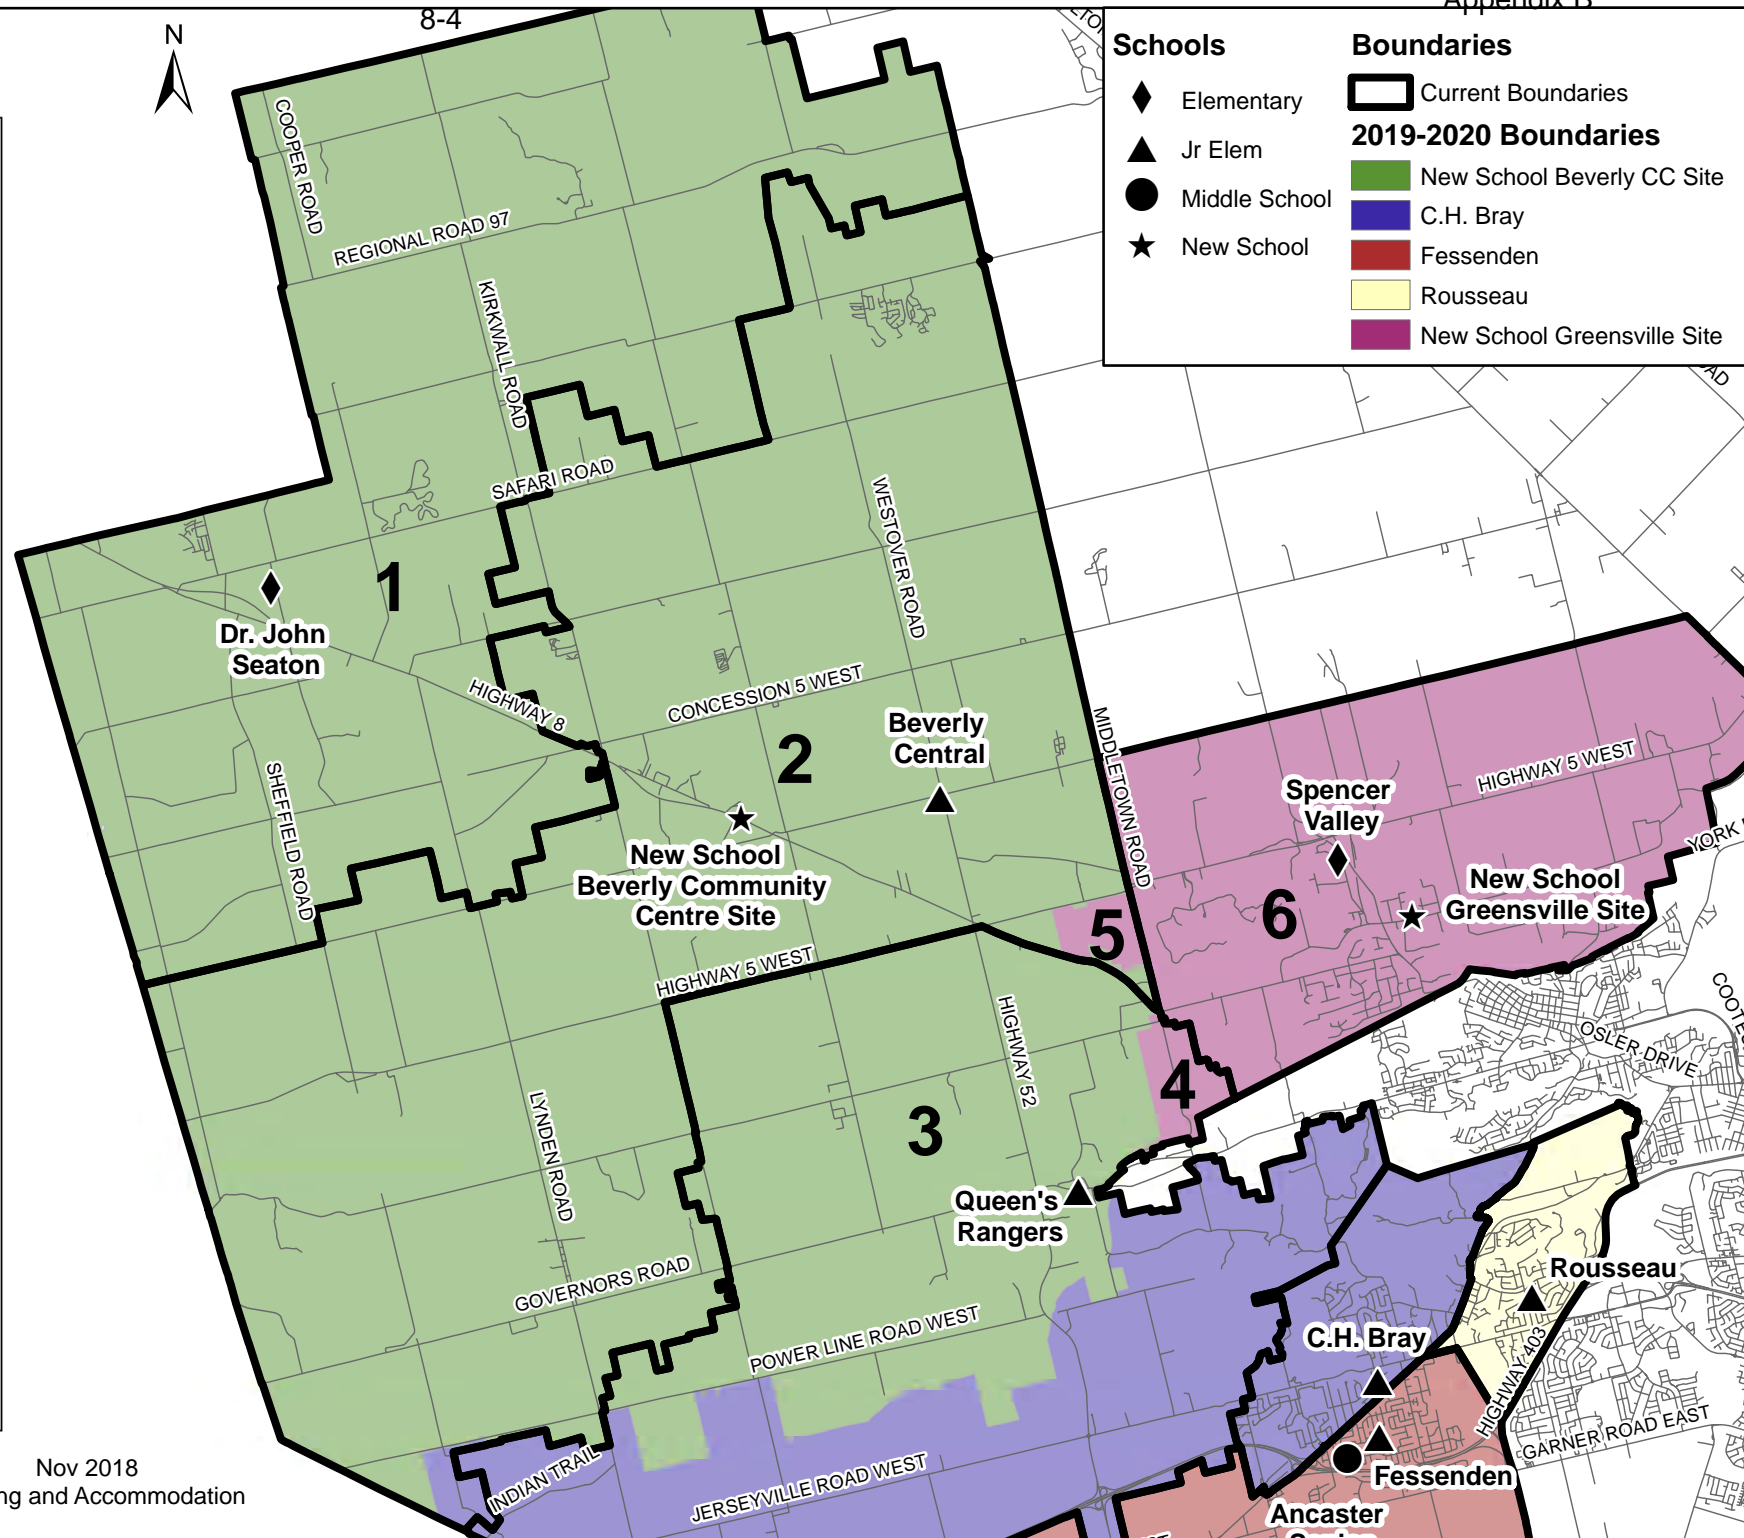 8-4
N
Schools
Elementary
Jr Elem
Middle School
New School
Boundaries
Current Boundaries
2019-2020 Boundaries
New School Beverly CC Site
C.H. Bray
Fessenden
Rousseau
New School Greensville Site
COOPER ROAD
REGIONAL ROAD 97
KIRKWALL ROAD
SAFARI ROAD
WESTOVER ROAD
1
Dr. John
Seaton
HIGHWAY 8
CONCESSION 5 WEST
2
Beverly
Central
MIDDLETOWN ROAD
HIGHWAY 5 WEST
SHEFFIELD ROAD
Spencer
Valley
YORK
New School
Beverly Community
Centre Site
New School
Greensville Site
5
6
HIGHWAY 5 WEST
HIGHWAY 52
OSLER DRIVE
4
3
LYNDEN ROAD
Queen's
Rangers
GOVERNORS ROAD
POWER LINE ROAD WEST
Rousseau
C.H. Bray
HIGHWAY 403
GARNER ROAD EAST
INDIAN TRAIL
JERSEYVILLE ROAD WEST
Fessenden
Ancaster
Nov 2018
and Accommodation